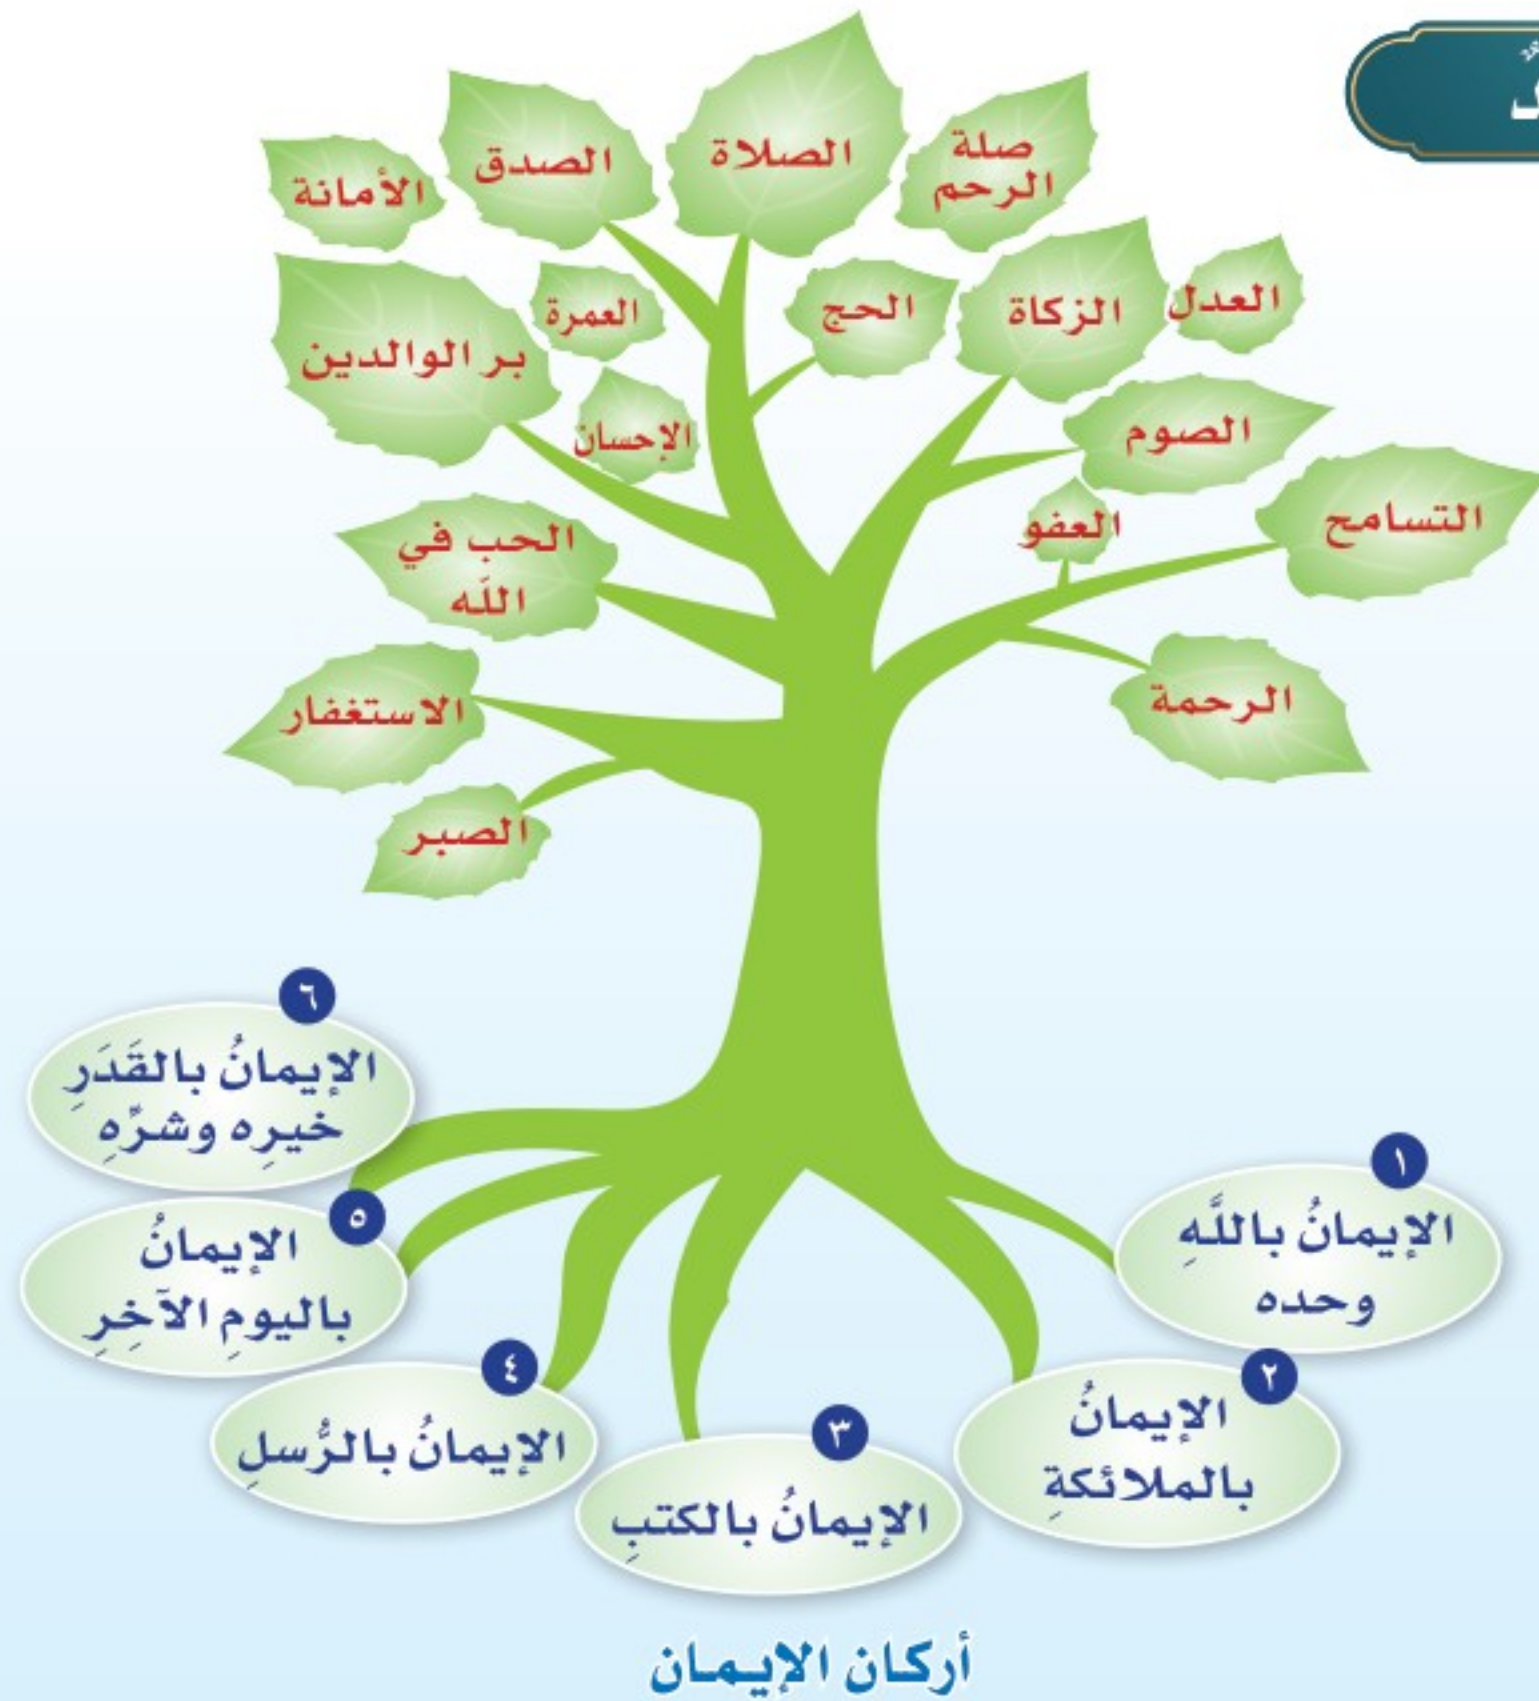 صلة
الرحم
الصلاة
الصدق
الأمانة
العدل
الزكاة
الحج
العمرة
بر الوالدين
الصوم
الإحسان
التسامح
العفو
الحب في
اللّه
الرحمة
الاستغفار
الصبر
١
الإيمانُ باللَّهِ
وحده
٢
الإيمانُ
بالملائكةِ
٣
الإيمانُ بالكتبِ
٤
الإيمانُ بالرُّسلِ
٥
الإيمانُ
باليومِ الآخِرِ
٦
الإيمانُ بالقَدَرِ
خيرِه وشرِّهِ
أركان الإيمان